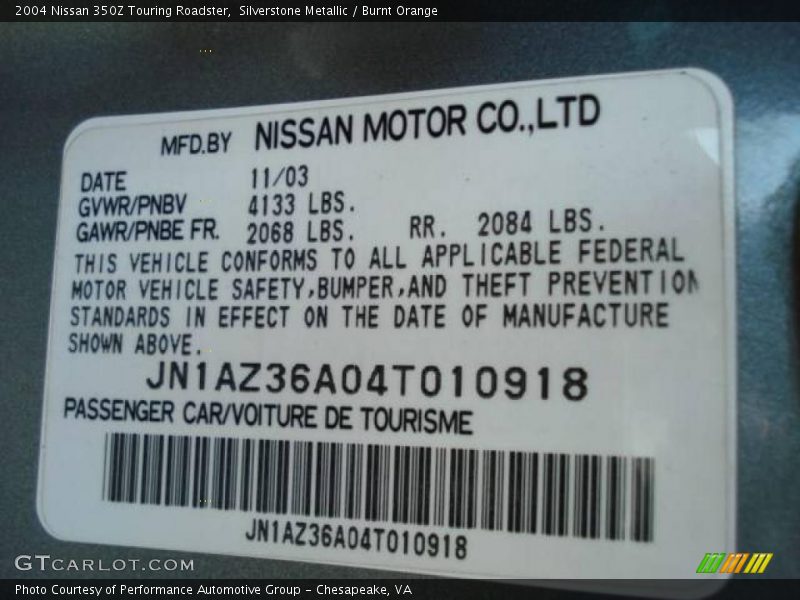 2004 Nissan 350Z Touring Roadster,  Silverstone Metallic / Burnt Orange
MFD.BY NISSAN MOTOR CO.,LTD
DATE 11/03
GVWR/PNBV 4133 LBS.
GAWR/PNBE FR. 2068 LBS. RR. 2084 LBS.
THIS VEHICLE CONFORMS TO ALL APPLICABLE FEDERAL
MOTOR VEHICLE SAFETY,BUMPER,AND THEFT PREVENTION
STANDARDS IN EFFECT ON THE DATE OF MANUFACTURE
SHOWN ABOVE.
JN1AZ36A04T010918
PASSENGER CAR/VOITURE DE TOURISME
JN1AZ36A04T010918
GTCARLOT.COM
Photo Courtesy of Performance Automotive Group - Chesapeake, VA